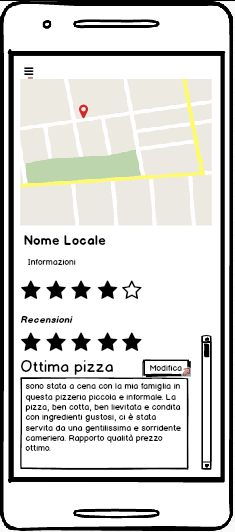 Nome Locale
Informazioni
Recensioni
Ottima pizza
Modifica
sono stata a cena con la mia famiglia in
questa pizzeria piccola e informale. La
pizza, ben cotta, ben lievitata e condita
con ingredienti gustosi, ci è stata
servita da una gentilissima e sorridente
cameriera. Rapporto qualità prezzo
ottimo.